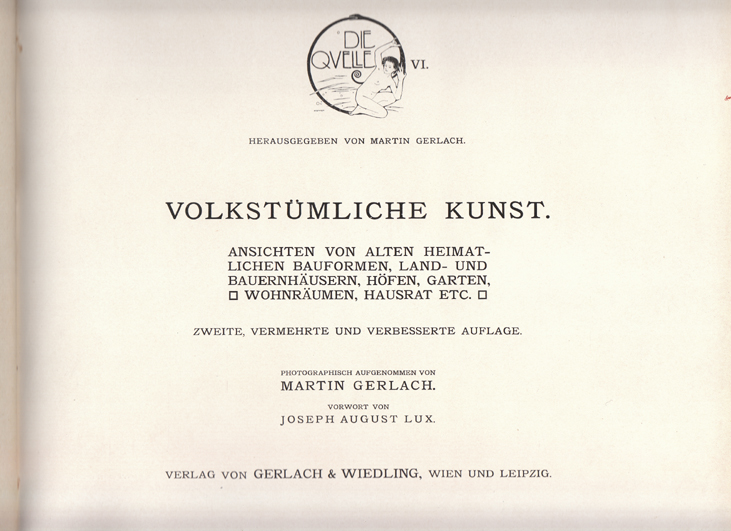 DIE
QVELLE
VI.
HERAUSGEGEBEN VON MARTIN GERLACH.
VOLKSTÜMLICHE KUNST.
ANSICHTEN VON ALTEN HEIMAT-
LICHEN BAUFORMEN, LAND- UND
BAUERNHÄUSERN, HÖFEN, GARTEN,
□ WOHNRÄUMEN, HAUSRAT ETC. □
ZWEITE, VERMEHRTE UND VERBESSERTE AUFLAGE.
PHOTOGRAPHISCH AUFGENOMMEN VON
MARTIN GERLACH.
VORWORT VON
JOSEPH AUGUST LUX.
VERLAG VON GERLACH & WIEDLING, WIEN UND LEIPZIG.